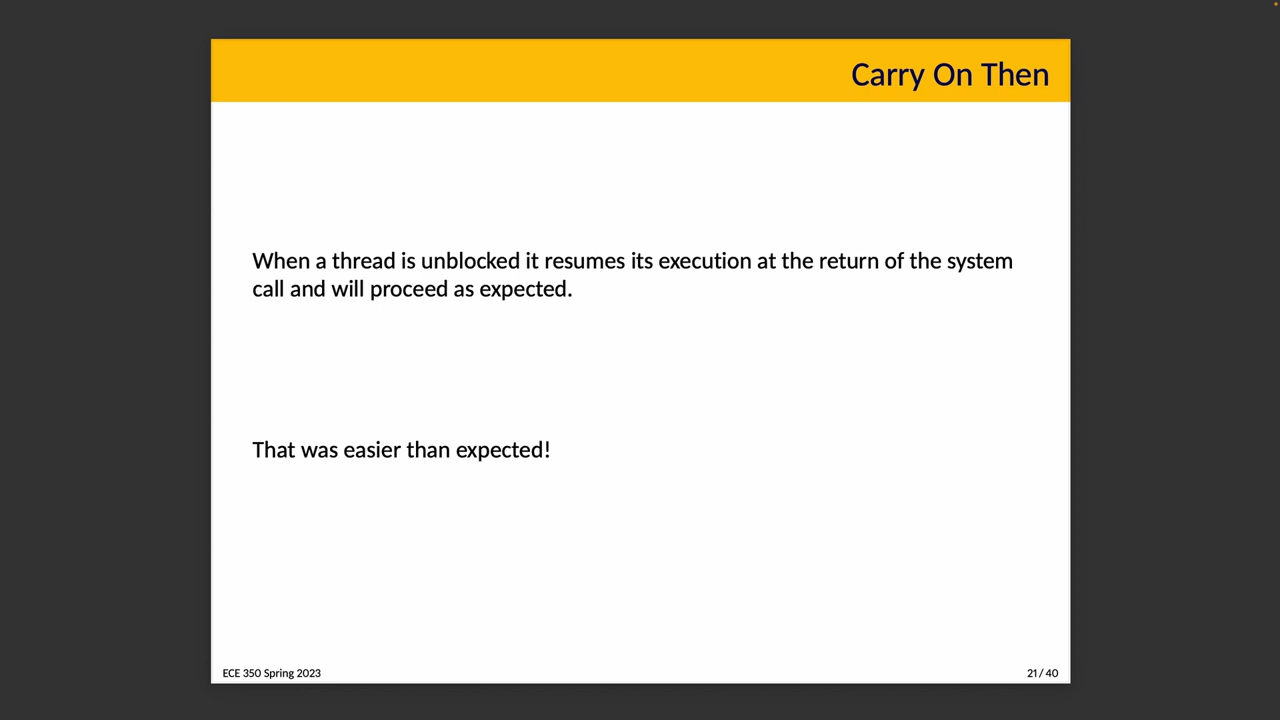 Carry On Then
When a thread is unblocked it resumes its execution at the return of the system
call and will proceed as expected.
That was easier than expected!
ECE 350 Spring 2023
21 / 40